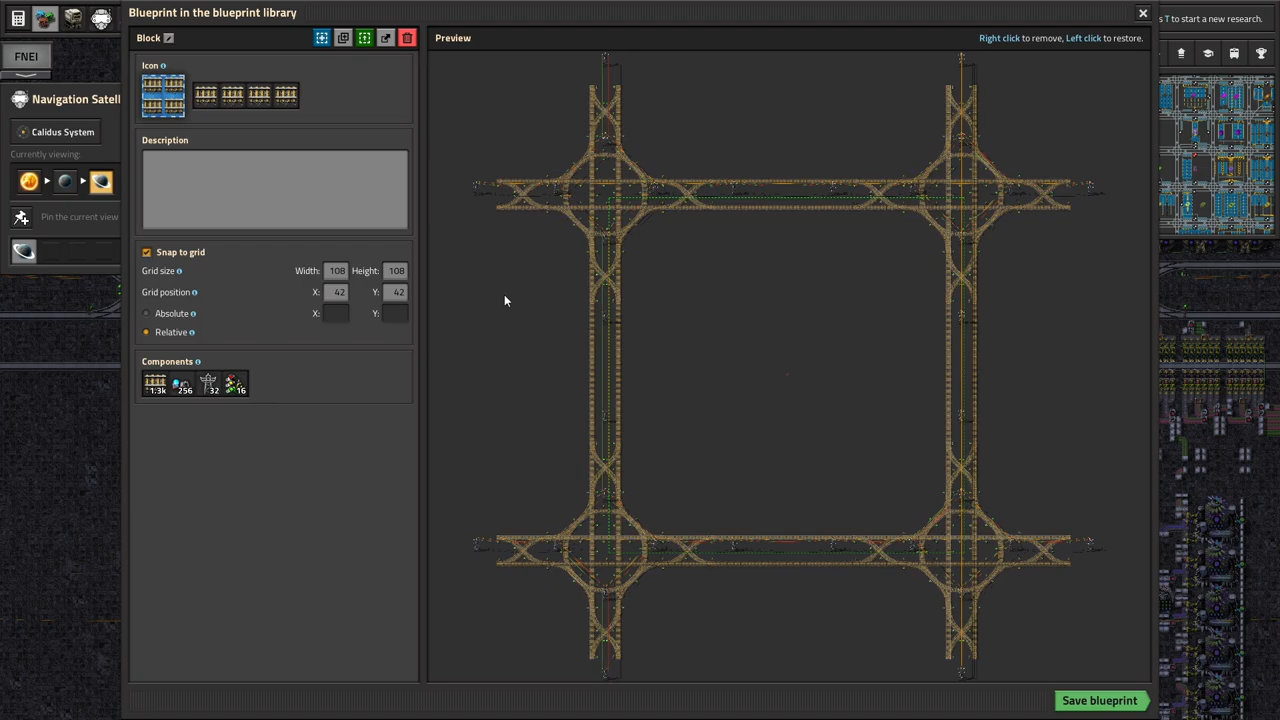 Blueprint in the blueprint library
s T to start a new research.
Block
Preview
Right click to remove, Left click to restore.
FNEI
Icon
Navigation Satell
Calidus System
Description
Currently viewing:
Pin the current view
Snap to grid
Grid size
Width: 108 Height: 108
Grid position
X: 42 Y: 42
Absolute
X: Y:
Relative
Components
1.3k 256 32 16
Save blueprint